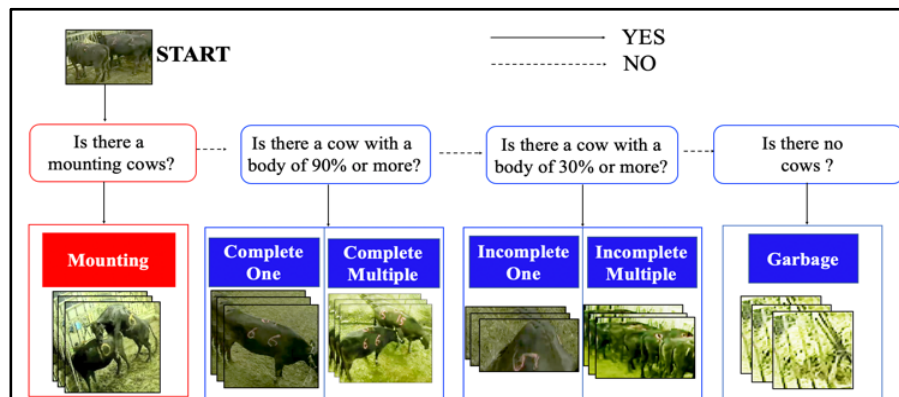 START
YES
NO
Is there a
mounting cows?
Is there a cow with a
body of 90% or more?
Is there a cow with a
body of 30% or more?
Is there no
cows ?
Mounting
Complete
One
Complete
Multiple
Incomplete
One
Incomplete
Multiple
Garbage